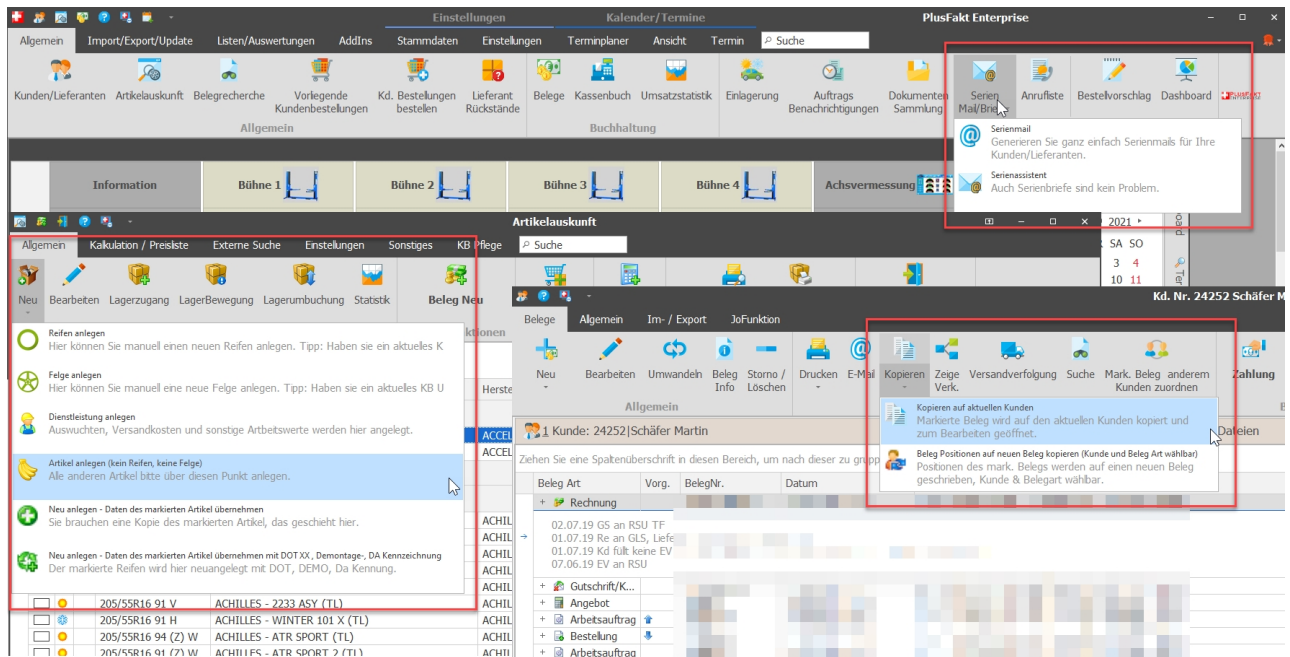 Einstellungen
Kalender/Termine
PlusFakt Enterprise
Allgemein Import/Export/Update Listen/Auswertungen AddIns Stammdaten Einstellungen Terminplaner Ansicht Termin Suche
Kunden/Lieferanten Artikelauskunft Belegrecherche Vorliegende Kd. Bestellungen Lieferant Belege Kassenbuch Umsatzstatistik Einlagerung Auftrags Dokumenten Serien Anrufliste Bestellvorschlag Dashboard
Kundenbestellungen bestellen Rückstände Benachrichtigungen Sammlung Mail/Briefe
Allgemein Buchhaltung
Serienmail
Generieren Sie ganz einfach Serienmails für Ihre
Kunden/Lieferanten.
Serienassistent
Auch Serienbriefe sind kein Problem.
Information Bühne 1 Bühne 2 Bühne 3 Bühne 4 Achsvermessung
2021
SA SO
3 4
10 11
Artikelauskunft
Allgemein Kalkulation / Preisliste Externe Suche Einstellungen Sonstiges KB Pflege Suche
Neu Bearbeiten Lagerzugang LagerBewegung Lagerumbuchung Statistik Beleg Neu
ktionen
Reifen anlegen
Hier können Sie manuell einen neuen Reifen anlegen. Tipp: Haben sie ein aktuelles K
Felge anlegen
Hier können Sie manuell eine neue Felge anlegen. Tipp: Haben sie ein aktuelles KB U
Dienstleistung anlegen
Auswuchten, Versandkosten und sonstige Artbeitswerte werden hier angelegt.
Artikel anlegen (kein Reifen, keine Felge)
Alle anderen Artikel bitte über diesen Punkt anlegen.
Neu anlegen - Daten des markierten Artikel übernehmen
Sie brauchen eine Kopie des markierten Artikel, das geschieht hier.
Neu anlegen - Daten des markierten Artikel übernehmen mit DOT XX , Demontage-, DA Kennzeichnung
Der markierte Reifen wird hier neuangelegt mit DOT, DEMO, Da Kennung.
Herste
ACCEL
ACCEL
ACHIL
ACHIL
ACHIL
ACHIL
ACHIL
205/55R16 91 V ACHILLES - 2233 ASY (TL) ACHIL
205/55R16 91 H ACHILLES - WINTER 101 X (TL) ACHIL
205/55R16 94 (Z) W ACHILLES - ATR SPORT (TL) ACHIL
205/55R16 91 (Z) W ACHILLES - ATR SPORT 2 (TL) ACHIL
Kd. Nr. 24252 Schäfer M
Belege Allgemein Im- / Export JoFunktion
Neu Bearbeiten Umwandeln Beleg Storno / Drucken E-Mail Kopieren Zeige Versandverfolgung Suche Mark. Beleg anderem Zahlung
Info Löschen Verk. Kunden zuordnen
Allgemein
Kopieren auf aktuellen Kunden
Markierte Beleg wird auf den aktuellen Kunden kopiert und
zum Bearbeiten geöffnet.
Beleg Positionen auf neuen Beleg kopieren (Kunde und Beleg Art wählbar)
Positionen des mark. Belegs werden auf einen neuen Beleg
geschrieben, Kunde & Belegart wählbar.
1 Kunde: 24252|Schäfer Martin
Dateien
Ziehen Sie eine Spaltenüberschrift in diesen Bereich, um nach dieser zu grupp
Beleg Art Vorg. BelegNr. Datum
Rechnung
02.07.19 GS an RSU TF
01.07.19 Re an GLS, Liefe
01.07.19 Kd füllt keine EV
07.06.19 EV an RSU
Gutschrift/K...
Angebot
Arbeitsauftrag
Bestellung
Arbeitsauftrag